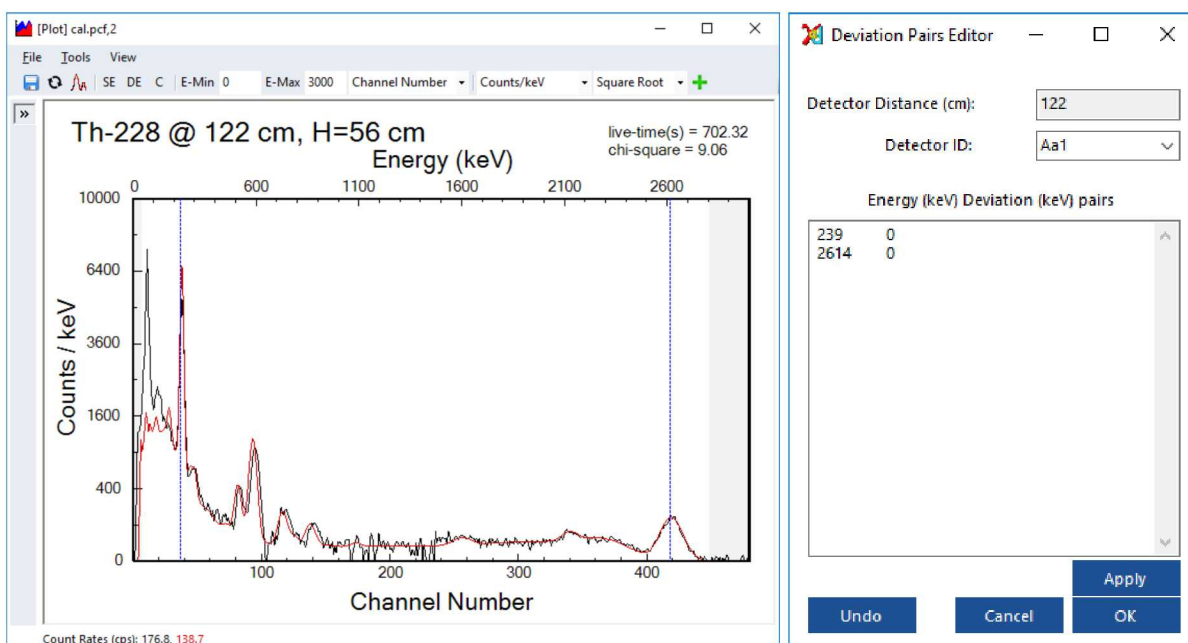 [Plot] cal.pcf,2
File Tools View
SE DE C E-Min 0 E-Max 3000 Channel Number Counts/keV Square Root
»
Th-228 @ 122 cm, H=56 cm
live-time(s) = 702.32
chi-square = 9.06
Energy (keV)
0 600 1100 1600 2100 2600
10000
6400
3600
1600
400
0
Counts / keV
100 200 300 400
Channel Number
Count Rates (cps): 176.8, 138.7
Deviation Pairs Editor
Detector Distance (cm): 122
Detector ID: Aa1
Energy (keV) Deviation (keV) pairs
239 0
2614 0
Apply
Undo Cancel OK